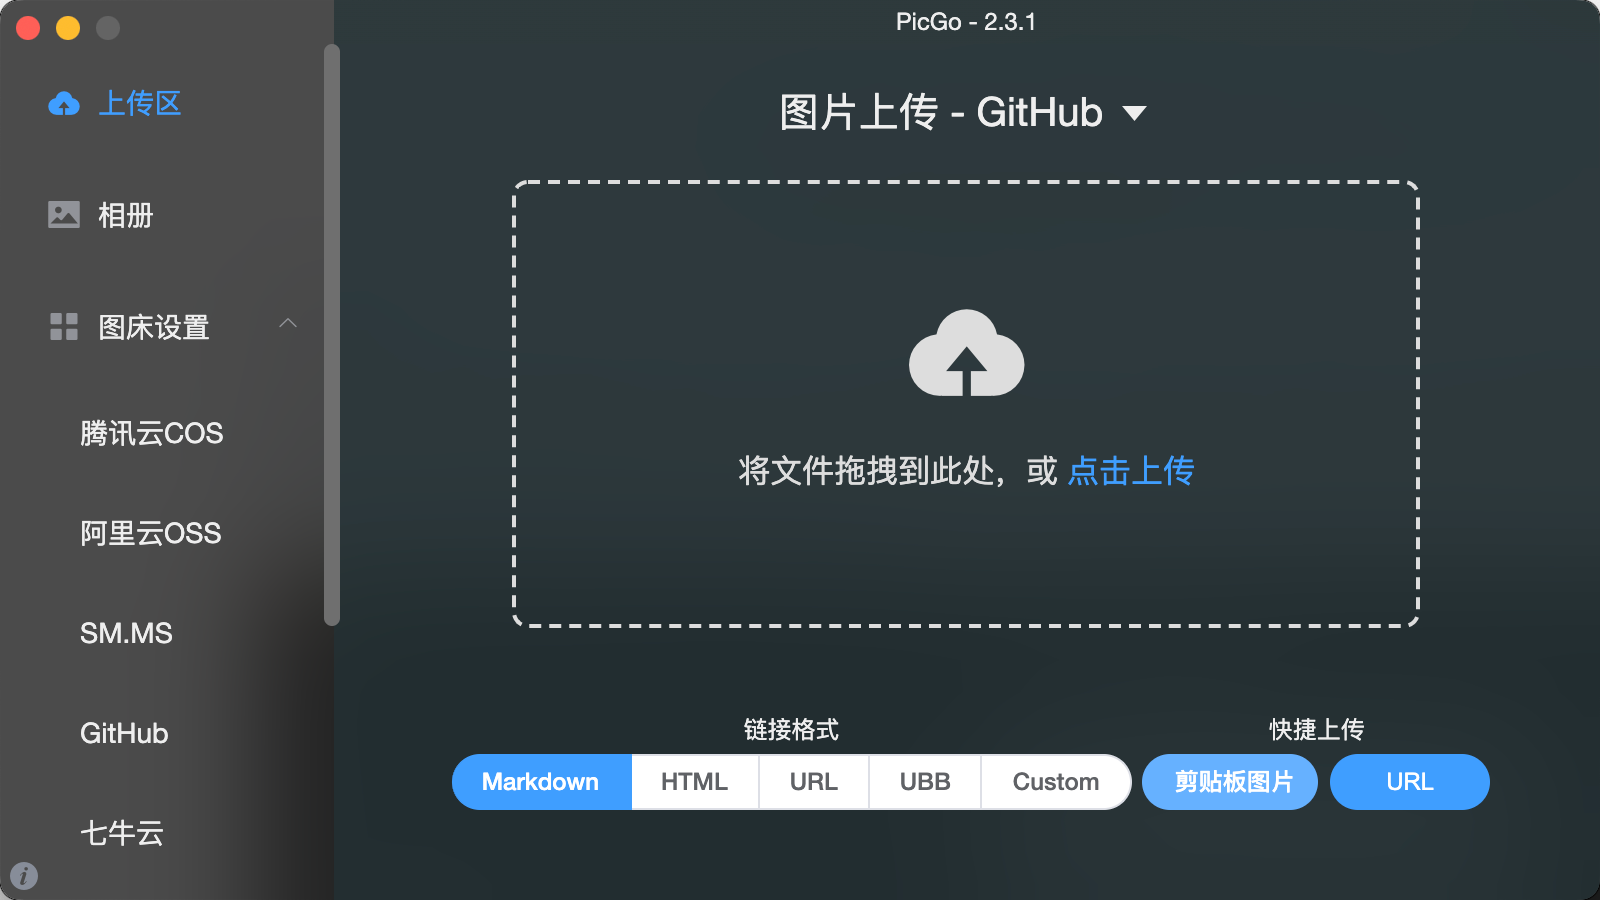 PicGo - 2.3.1
上传区
相册
图床设置
腾讯云COS
阿里云OSS
SM.MS
GitHub
七牛云
图片上传 - GitHub
将文件拖拽到此处，或 点击上传
链接格式
Markdown HTML URL UBB Custom
快捷上传
剪贴板图片 URL